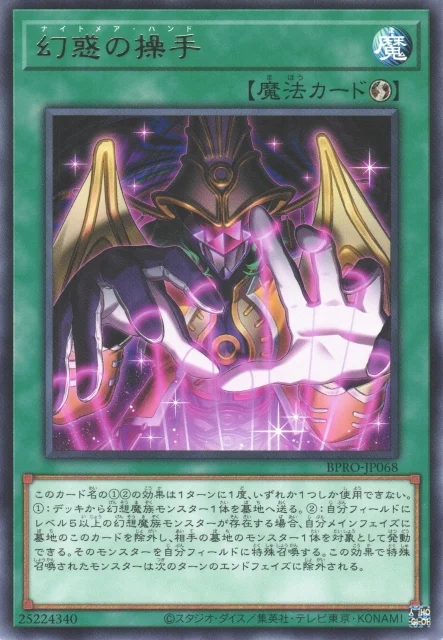 ナイトメア・ハンド
幻惑の操手
魔
【魔法カード】
BPRO-JP068
このカード名の①②の効果は1ターンに1度、いずれか1つしか使用できない。
①：デッキから幻想魔族モンスター1体を墓地へ送る。②：自分フィールドに
レベル5以上の幻想魔族モンスターが存在する場合、自分メインフェイズに
墓地のこのカードを除外し、相手の墓地のモンスター1体を対象として発動
できる。そのモンスターを自分フィールドに特殊召喚する。この効果で特殊
召喚されたモンスターは次のターンのエンドフェイズに除外される。
25224340
©スタジオ・ダイス／集英社・テレビ東京・KONAMI